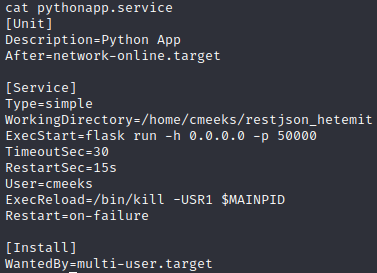 cat pythonapp.service
[Unit]
Description=Python App
After=network-online.target
[Service]
Type=simple
WorkingDirectory=/home/cmeeks/restjson_hetemit
ExecStart=flask run -h 0.0.0.0 -p 50000
TimeoutSec=30
RestartSec=15s
User=cmeeks
ExecReload=/bin/kill -USR1 $MAINPID
Restart=on-failure
[Install]
WantedBy=multi-user.target